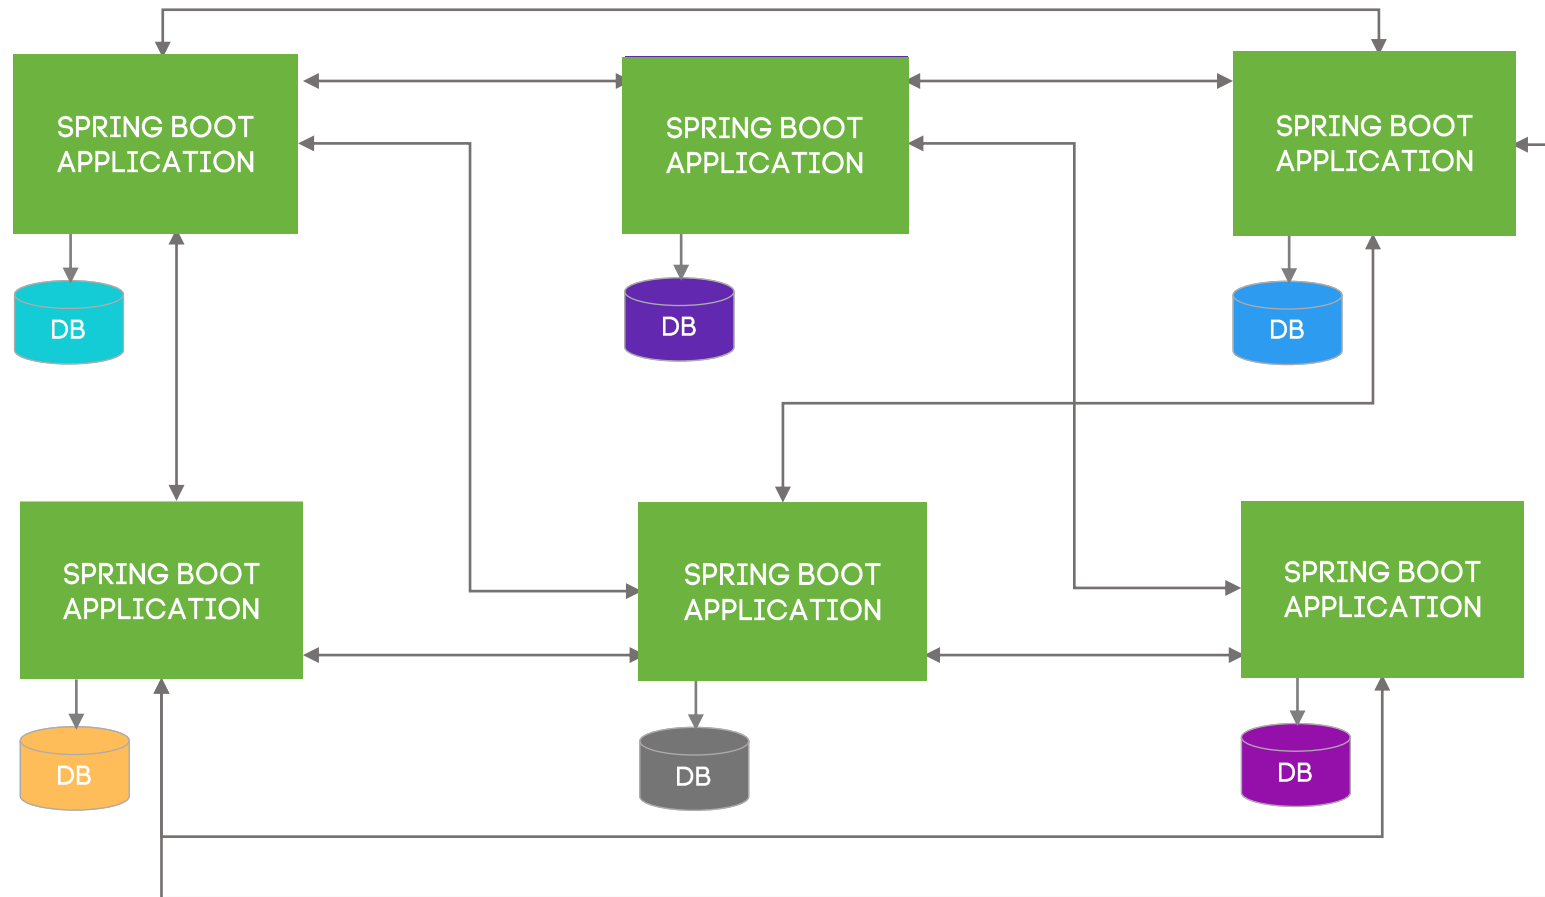 SPRING BOOT
APPLICATION
SPRING BOOT
APPLICATION
SPRING BOOT
APPLICATION
DB
DB
DB
SPRING BOOT
APPLICATION
SPRING BOOT
APPLICATION
SPRING BOOT
APPLICATION
DB
DB
DB